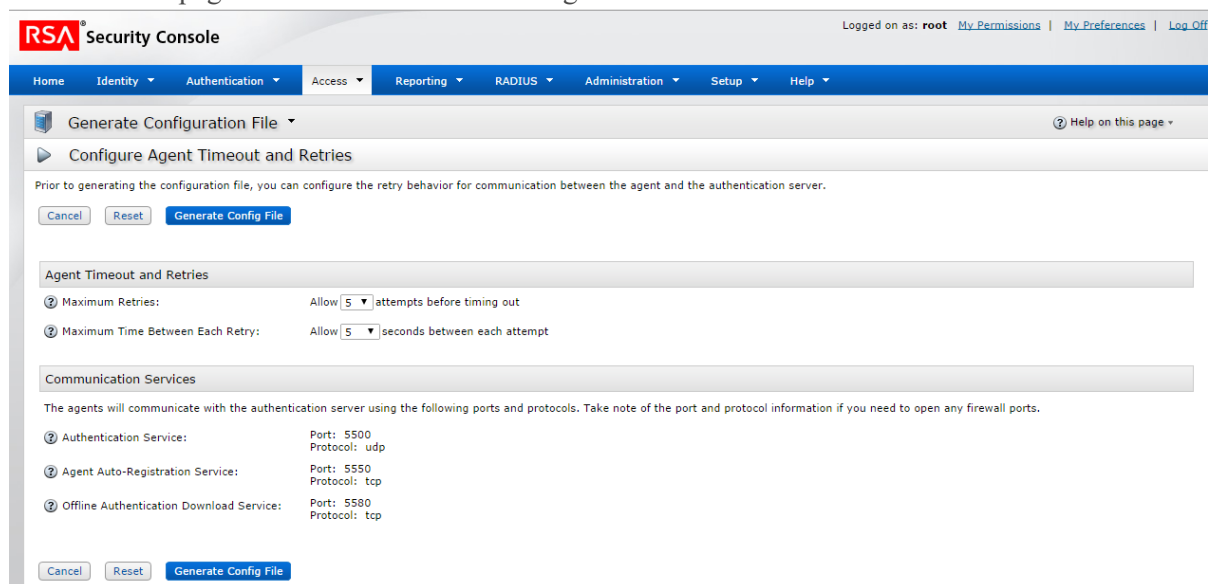 RSA® Security Console
Logged on as: root My Permissions | My Preferences | Log Off
Home Identity Authentication Access Reporting RADIUS Administration Setup Help
Generate Configuration File
Help on this page
Configure Agent Timeout and Retries
Prior to generating the configuration file, you can configure the retry behavior for communication between the agent and the authentication server.
Cancel Reset Generate Config File
Agent Timeout and Retries
Maximum Retries: Allow 5 attempts before timing out
Maximum Time Between Each Retry: Allow 5 seconds between each attempt
Communication Services
The agents will communicate with the authentication server using the following ports and protocols. Take note of the port and protocol information if you need to open any firewall ports.
Authentication Service: Port: 5500
Protocol: udp
Agent Auto-Registration Service: Port: 5550
Protocol: tcp
Offline Authentication Download Service: Port: 5580
Protocol: tcp
Cancel Reset Generate Config File